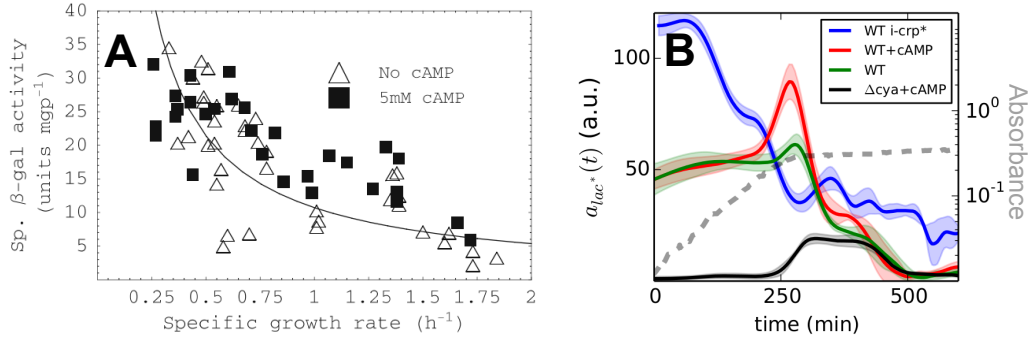 A
Sp. β-gal activity
(units mgp⁻¹)
40
35
30
25
20
15
10
5
No cAMP
5mM cAMP
0.25 0.5 0.75 1 1.25 1.5 1.75 2
Specific growth rate (h⁻¹)
B
a_lac*(t) (a.u.)
100
50
WT i-crp*
WT+cAMP
WT
Δcya+cAMP
10⁰
10⁻¹
Absorbance
0 250 500
time (min)